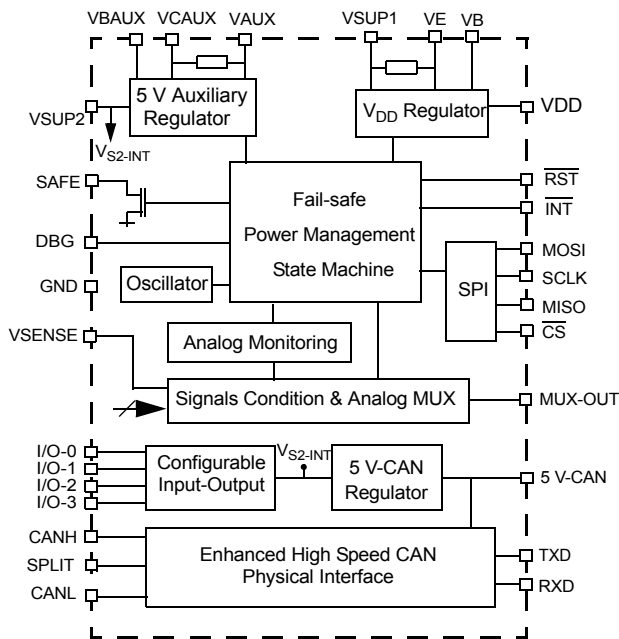 VBAUX VCAUX VAUX VSUP1 VE VB
5 V Auxiliary
Regulator
V_DD Regulator
VDD
VSUP2
V_S2-INT
SAFE
RST
Fail-safe
INT
Power Management
DBG
MOSI
State Machine
SCLK
GND
Oscillator
SPI
MISO
CS
VSENSE
Analog Monitoring
Signals Condition & Analog MUX
MUX-OUT
I/O-0
I/O-1
I/O-2
I/O-3
Configurable
Input-Output
V_S2-INT
5 V-CAN
Regulator
5 V-CAN
CANH
SPLIT
CANL
Enhanced High Speed CAN
Physical Interface
TXD
RXD